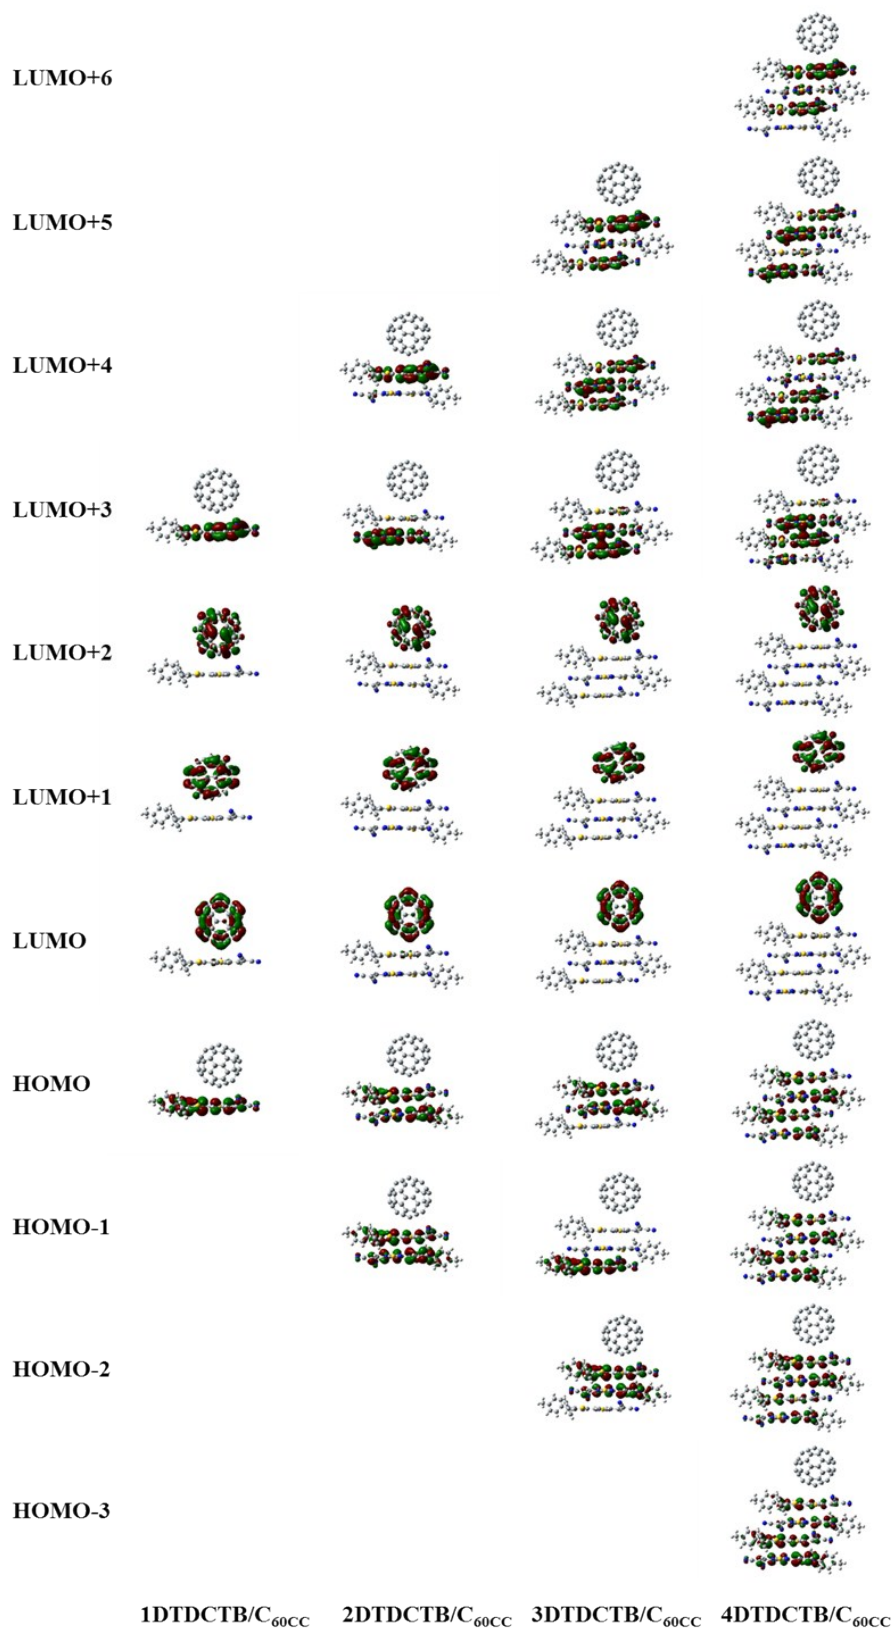 LUMO+6
LUMO+5
LUMO+4
LUMO+3
LUMO+2
LUMO+1
LUMO
HOMO
HOMO-1
HOMO-2
HOMO-3
1DTDCTB/C60CC 2DTDCTB/C60CC 3DTDCTB/C60CC 4DTDCTB/C60CC